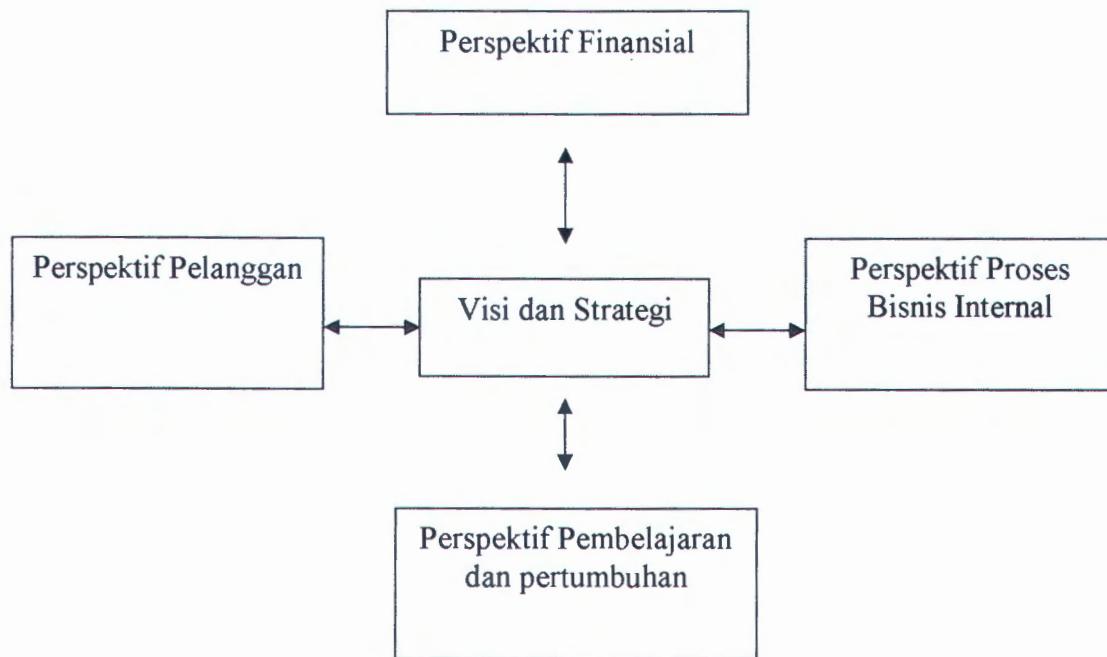 Perspektif Finansial
Perspektif Pelanggan
Visi dan Strategi
Perspektif Proses
Bisnis Internal
Perspektif Pembelajaran
dan pertumbuhan